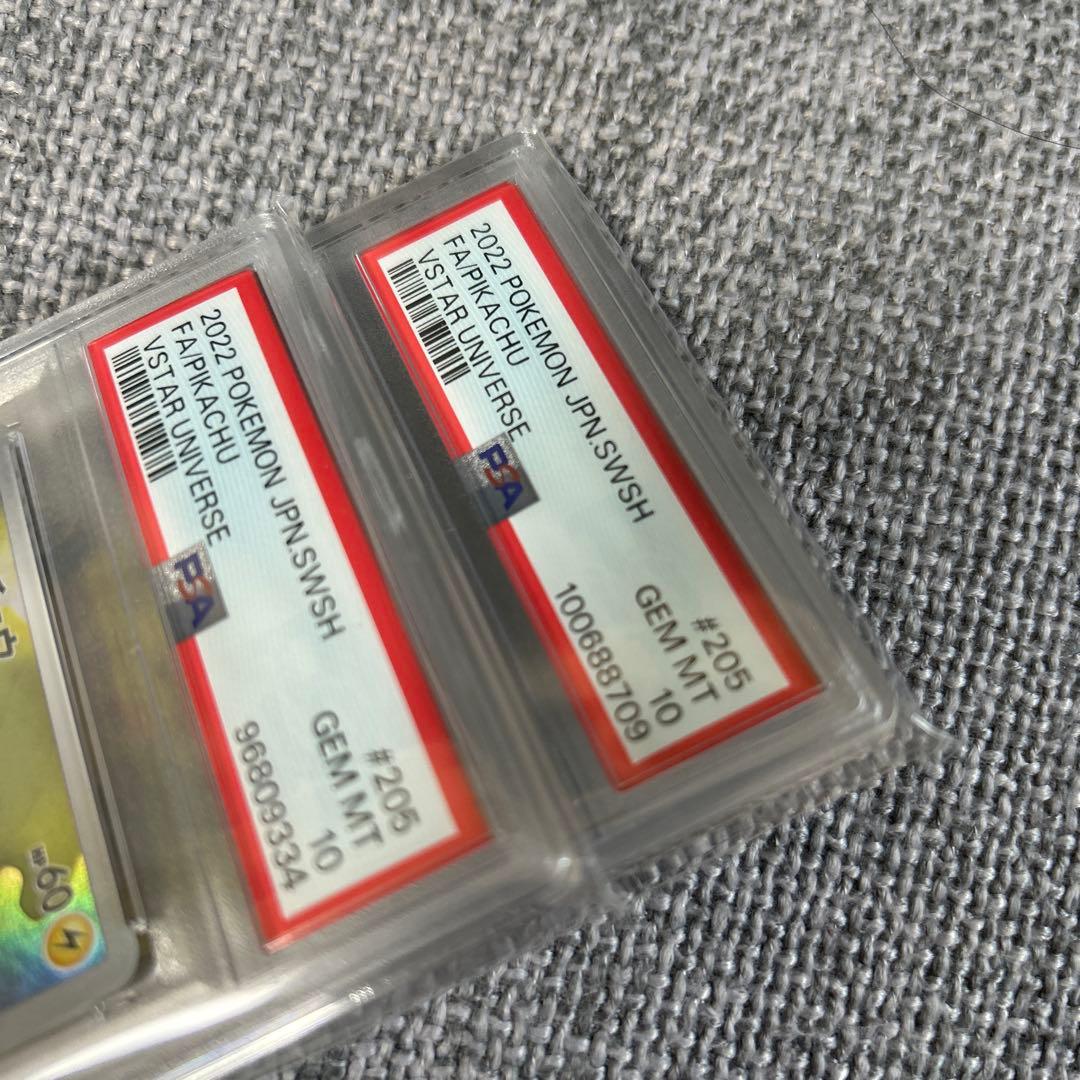 2022 POKEMON JPN.SWSH #205
FA/PIKACHU GEM MT
VSTAR UNIVERSE 10
PSA
96809334
2022 POKEMON JPN.SWSH #205
FA/PIKACHU GEM MT
VSTAR UNIVERSE 10
PSA
100688709
HP60